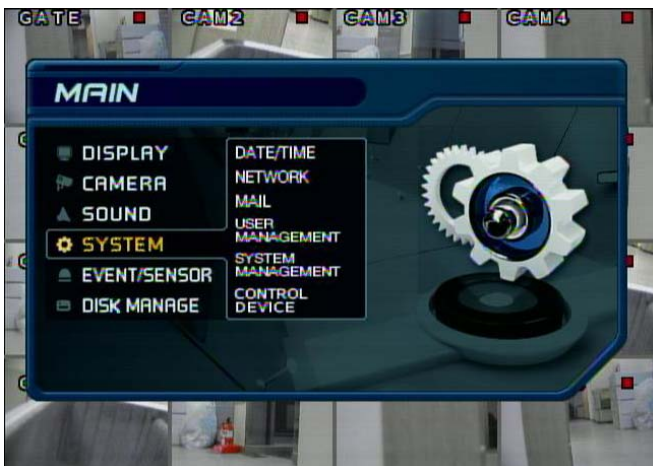 GATE CAM2 CAM3 CAM4
MAIN
DISPLAY
CAMERA
SOUND
SYSTEM
EVENT/SENSOR
DISK MANAGE
DATE/TIME
NETWORK
MAIL
USER
MANAGEMENT
SYSTEM
MANAGEMENT
CONTROL
DEVICE